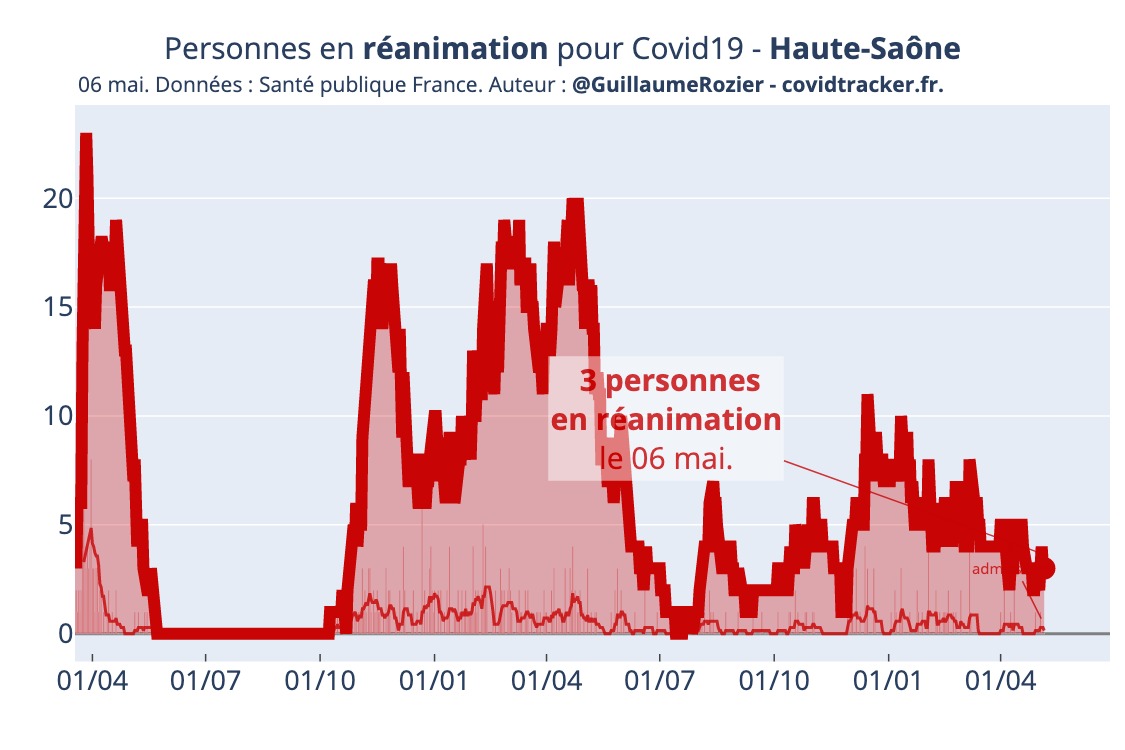 Personnes en réanimation pour Covid19 - Haute-Saône
06 mai. Données : Santé publique France. Auteur : @GuillaumeRozier - covidtracker.fr.
20
15
10
5
0
3 personnes
en réanimation
le 06 mai.
01/04 01/07 01/10 01/01 01/04 01/07 01/10 01/01 01/04